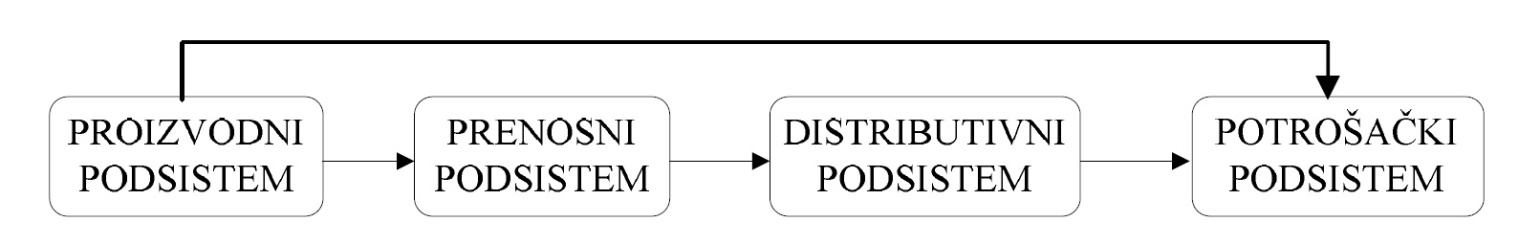 PROIZVODNI
PODSISTEM
PRENOSNI
PODSISTEM
DISTRIBUTIVNI
PODSISTEM
POTROŠAČKI
PODSISTEM